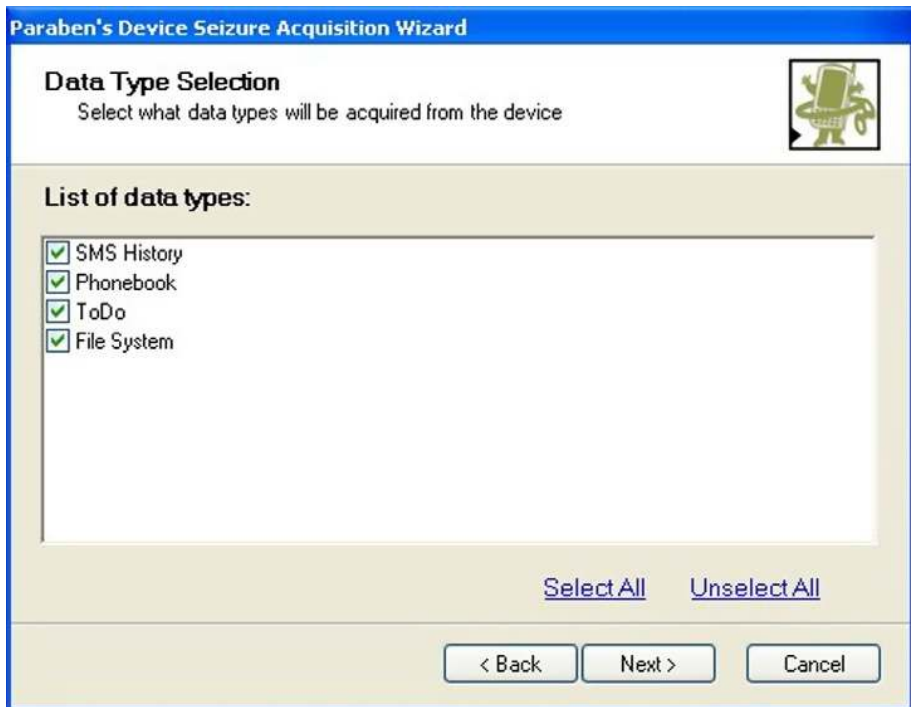 Paraben's Device Seizure Acquisition Wizard
Data Type Selection
Select what data types will be acquired from the device
List of data types:
SMS History
Phonebook
ToDo
File System
Select All Unselect All
< Back Next > Cancel